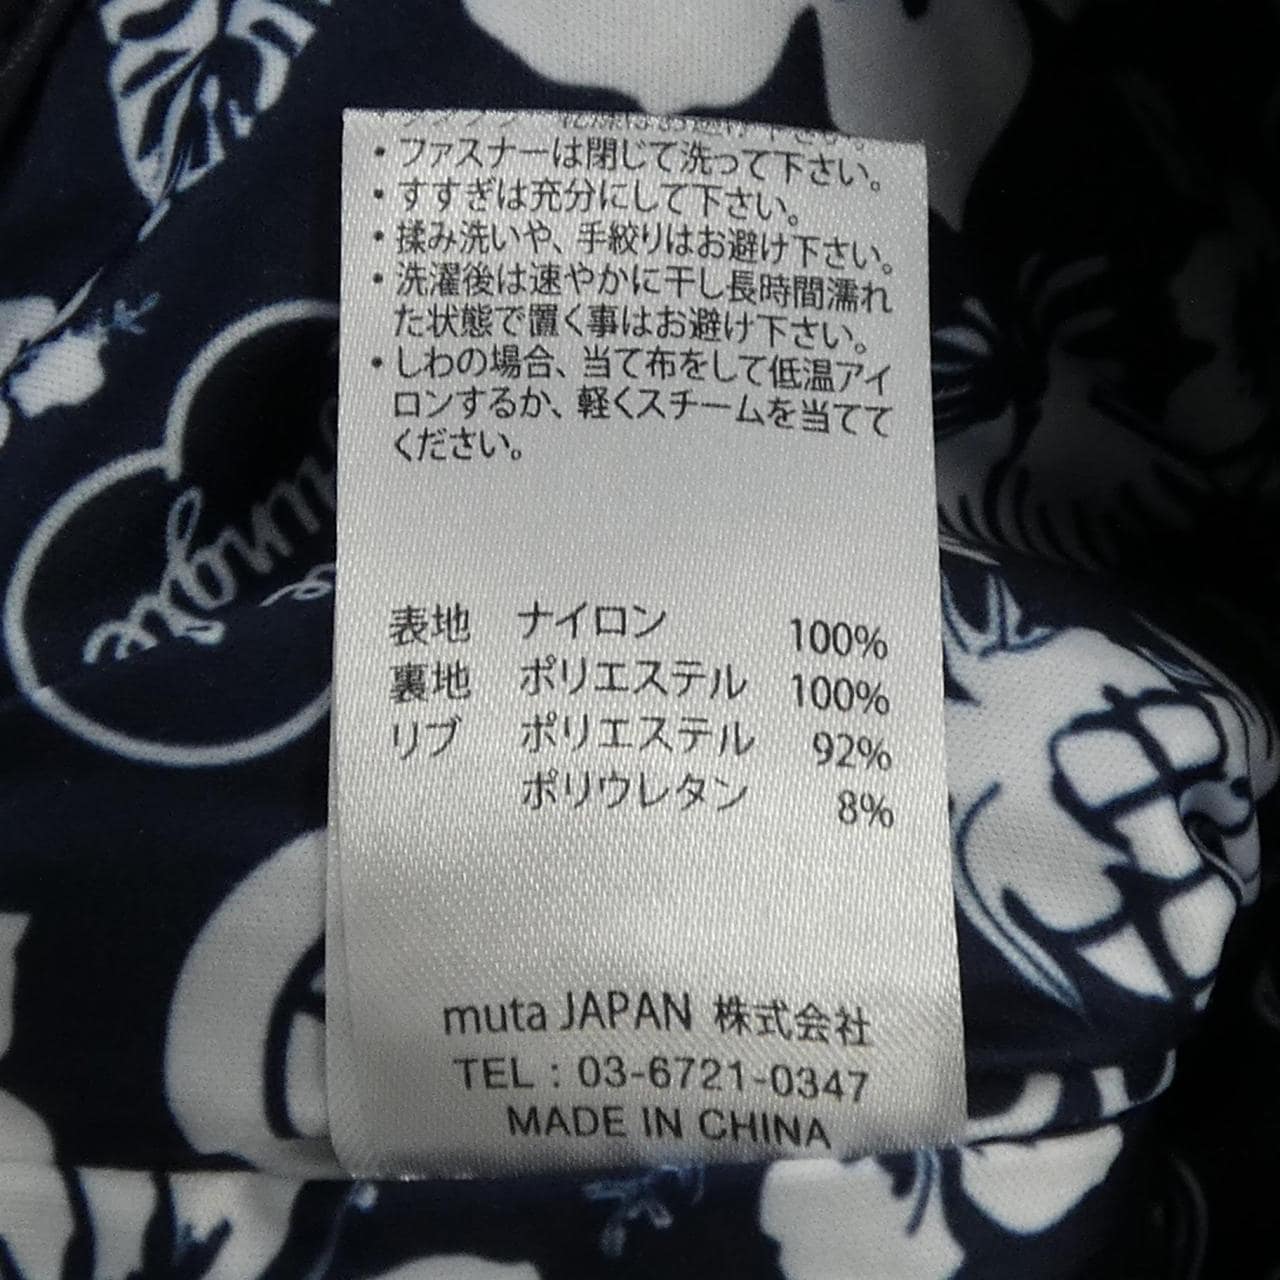 ・ファスナーは閉じて洗って下さい。
・すすぎは充分にして下さい。
・揉み洗いや、手絞りはお避け下さい。
・洗濯後は速やかに干し長時間濡れ
た状態で置く事はお避け下さい。
・しわの場合、当て布をして低温アイ
ロンするか、軽くスチームを当てて
ください。
表地 ナイロン 100%
裏地 ポリエステル 100%
リブ ポリエステル 92%
ポリウレタン 8%
muta JAPAN 株式会社
TEL : 03-6721-0347
MADE IN CHINA